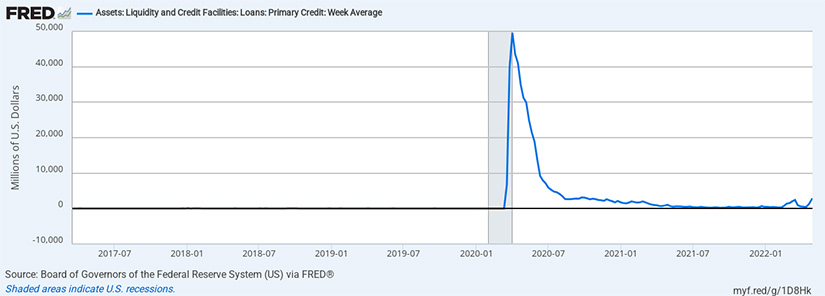 FRED
Assets: Liquidity and Credit Facilities: Loans: Primary Credit: Week Average
Millions of U.S. Dollars
50,000
40,000
30,000
20,000
10,000
0
-10,000
2017-07
2018-01
2018-07
2019-01
2019-07
2020-01
2020-07
2021-01
2021-07
2022-01
Source: Board of Governors of the Federal Reserve System (US) via FRED®
Shaded areas indicate U.S. recessions.
myf.red/g/1D8Hk